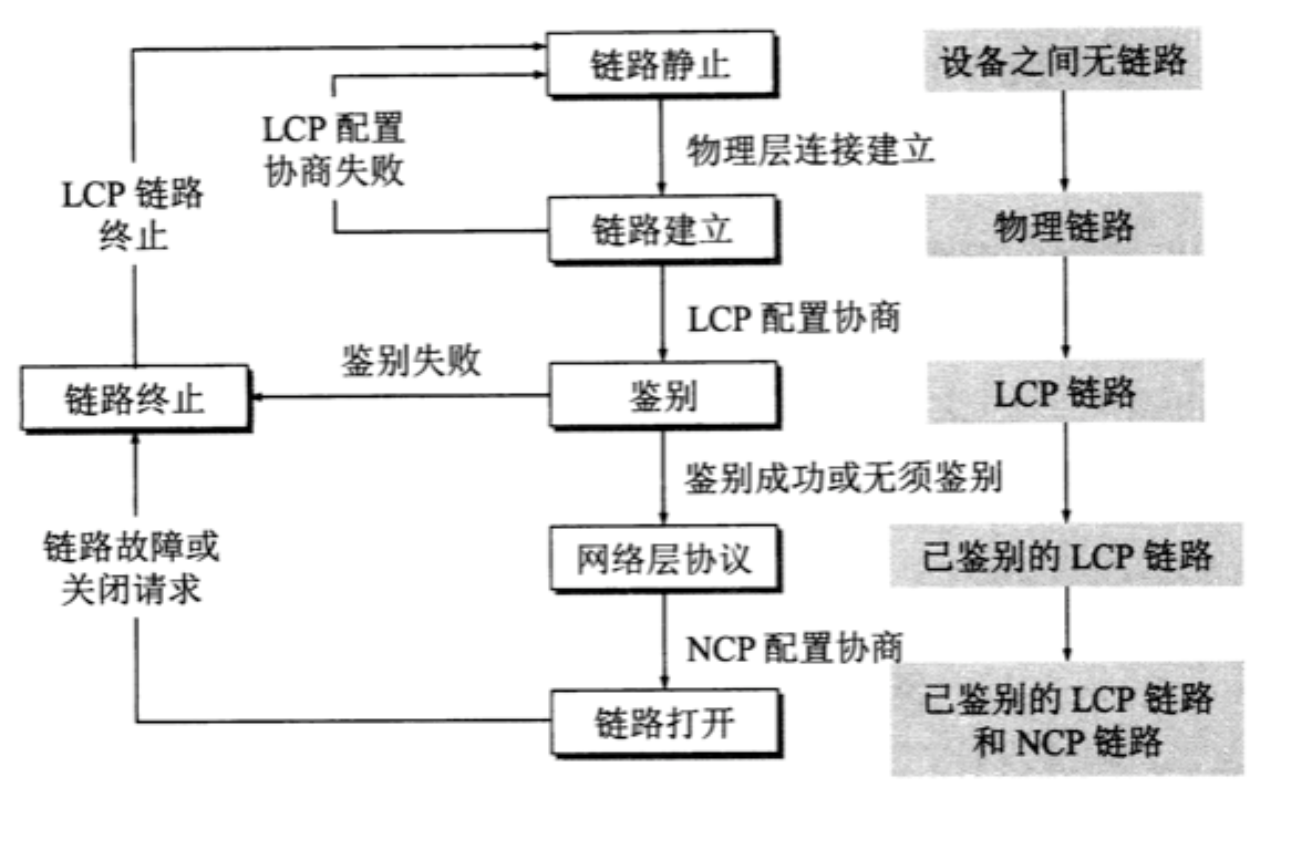 链路静止
设备之间无链路
LCP 配置
协商失败
物理层连接建立
LCP 链路
终止
链路建立
物理链路
LCP 配置协商
鉴别失败
链路终止
鉴别
LCP 链路
鉴别成功或无须鉴别
链路故障或
关闭请求
网络层协议
已鉴别的 LCP 链路
NCP 配置协商
链路打开
已鉴别的 LCP 链路
和 NCP 链路